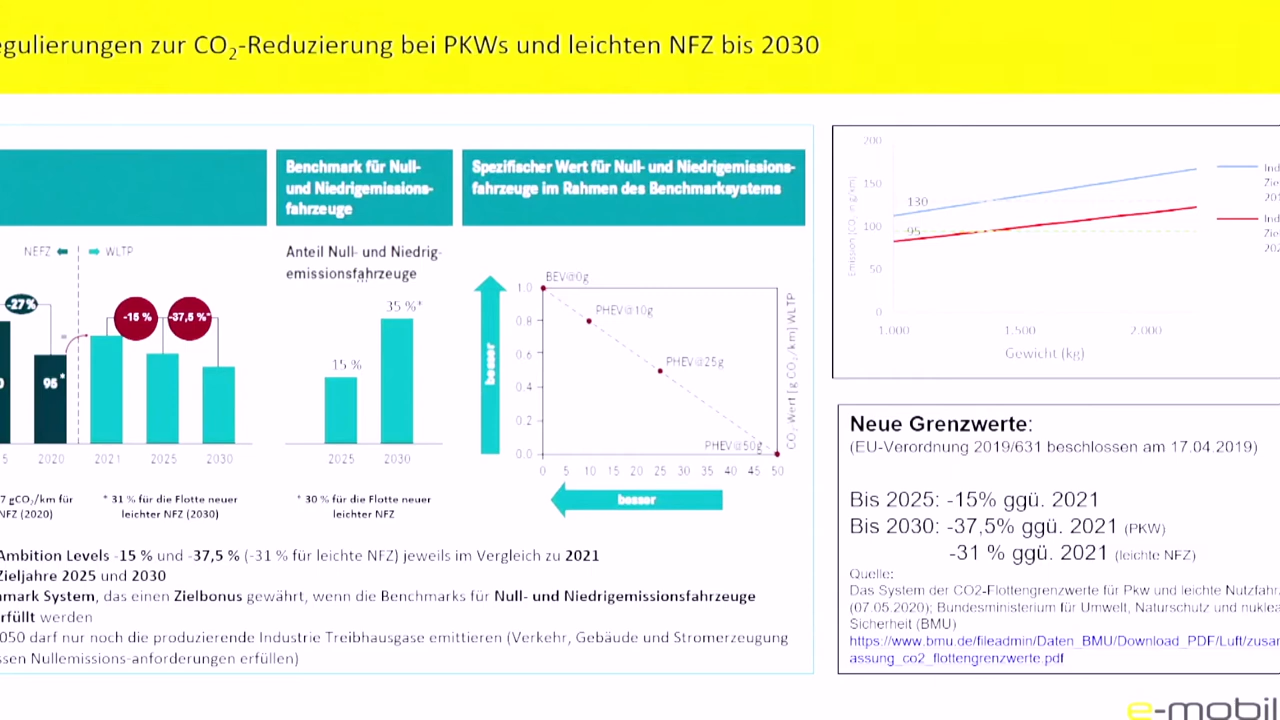 egulierungen zur CO2-Reduzierung bei PKWs und leichten NFZ bis 2030
Benchmark für Null-
und Niedrigemissions-
fahrzeuge
Spezifischer Wert für Null- und Niedrigemissions-
fahrzeuge im Rahmen des Benchmarksystems
NEFZ
WLTP
-27%
-15 %
-37,5 %*
=
95 *
5
2020
2021
2025
2030
7 gCO2/km für
NFZ (2020)
* 31 % für die Flotte neuer
leichter NFZ (2030)
Anteil Null- und Niedrig-
emissionsfahrzeuge
35 %*
15 %
2025
2030
* 30 % für die Flotte neuer
leichter NFZ
besser
BEV@0g
PHEV@10g
PHEV@25g
PHEV@50g
1.0
0.8
0.6
0.4
0.2
0.0
0 5 10 15 20 25 30 35 40 45 50
CO2 Wert [g CO2/km] WLTP
besser
Ambition Levels -15 % und -37,5 % (-31 % für leichte NFZ) jeweils im Vergleich zu 2021
Zieljahre 2025 und 2030
mark System, das einen Zielbonus gewährt, wenn die Benchmarks für Null- und Niedrigemissionsfahrzeuge
rfüllt werden
050 darf nur noch die produzierende Industrie Treibhausgase emittieren (Verkehr, Gebäude und Stromerzeugung
ssen Nullemissions-anforderungen erfüllen)
200
150
100
50
0
130
95
1.000
1.500
2.000
Gewicht (kg)
Ind
Zie
201
Ind
Zie
202
Neue Grenzwerte:
(EU-Verordnung 2019/631 beschlossen am 17.04.2019)
Bis 2025: -15% ggü. 2021
Bis 2030: -37,5% ggü. 2021 (PKW)
-31 % ggü. 2021 (leichte NFZ)
Quelle:
Das System der CO2-Flottengrenzwerte für Pkw und leichte Nutzfahr
(07.05.2020); Bundesministerium für Umwelt, Naturschutz und nuklea
Sicherheit (BMU)
https://www.bmu.de/fileadmin/Daten_BMU/Download_PDF/Luft/zusar
assung_co2_flottengrenzwerte.pdf
e-mobil